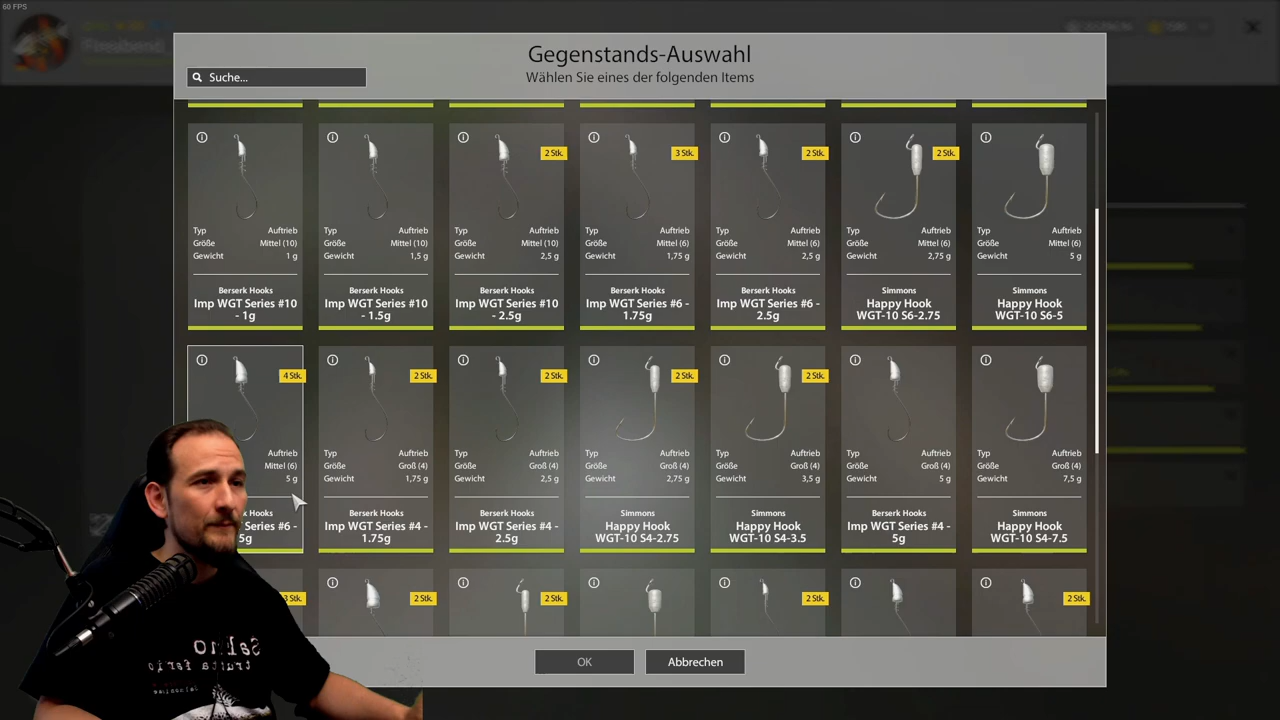 60 FPS
Gegenstands-Auswahl
Suche...
Wählen Sie eines der folgenden Items
2 Stk.
3 Stk.
2 Stk.
2 Stk.
Typ Auftrieb
Größe Mittel (10)
Gewicht 1 g
Berserk Hooks
Imp WGT Series #10
- 1g
Typ Auftrieb
Größe Mittel (10)
Gewicht 1,5 g
Berserk Hooks
Imp WGT Series #10
- 1.5g
Typ Auftrieb
Größe Mittel (10)
Gewicht 2,5 g
Berserk Hooks
Imp WGT Series #10
- 2.5g
Typ Auftrieb
Größe Mittel (6)
Gewicht 1,75 g
Berserk Hooks
Imp WGT Series #6 -
1.75g
Typ Auftrieb
Größe Mittel (6)
Gewicht 2,5 g
Berserk Hooks
Imp WGT Series #6 -
2.5g
Typ Auftrieb
Größe Mittel (6)
Gewicht 2,75 g
Simmons
Happy Hook
WGT-10 S6-2.75
Typ Auftrieb
Größe Mittel (6)
Gewicht 5 g
Simmons
Happy Hook
WGT-10 S6-5
4 Stk.
2 Stk.
2 Stk.
2 Stk.
2 Stk.
Auftrieb
Mittel (6)
5 g
Hooks
Series #6 -
5g
Typ Auftrieb
Größe Groß (4)
Gewicht 1,75 g
Berserk Hooks
Imp WGT Series #4 -
1.75g
Typ Auftrieb
Größe Groß (4)
Gewicht 2,5 g
Berserk Hooks
Imp WGT Series #4 -
2.5g
Typ Auftrieb
Größe Groß (4)
Gewicht 2,75 g
Simmons
Happy Hook
WGT-10 S4-2.75
Typ Auftrieb
Größe Groß (4)
Gewicht 3,5 g
Simmons
Happy Hook
WGT-10 S4-3.5
Typ Auftrieb
Größe Groß (4)
Gewicht 5 g
Berserk Hooks
Imp WGT Series #4 -
5g
Typ Auftrieb
Größe Groß (4)
Gewicht 7,5 g
Simmons
Happy Hook
WGT-10 S4-7.5
3 Stk.
2 Stk.
2 Stk.
2 Stk.
2 Stk.
OK
Abbrechen
Salmo
trutta fario